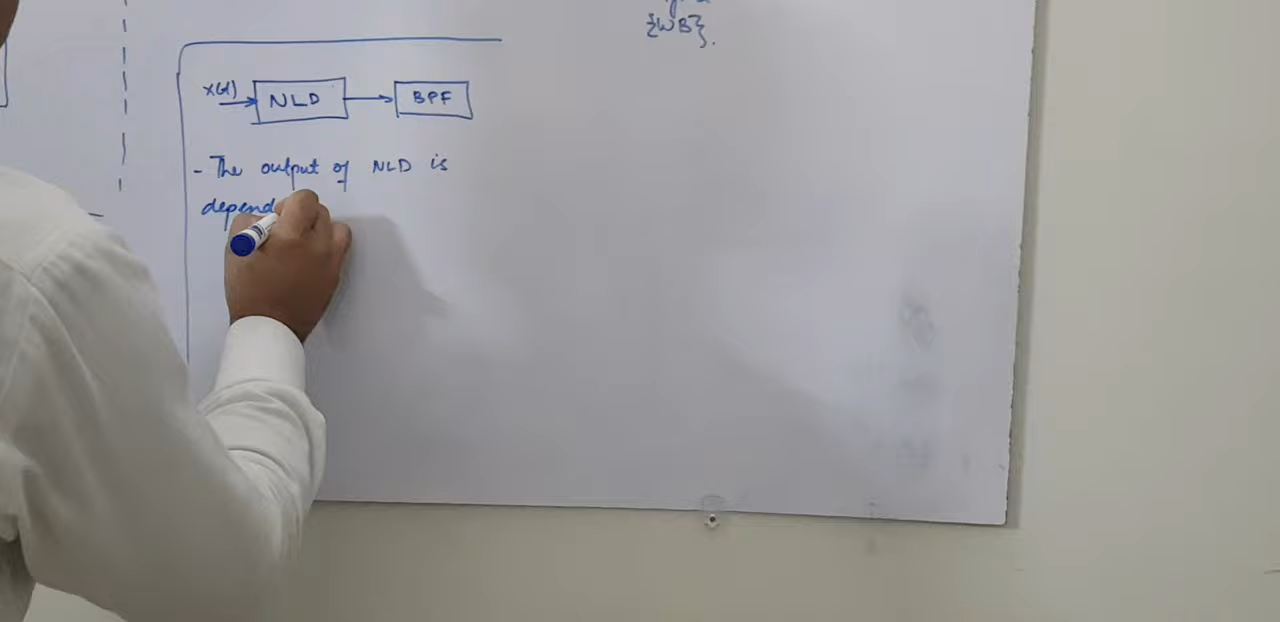 {WB}.
x(t)
NLD
BPF
- The output of NLD is
depend